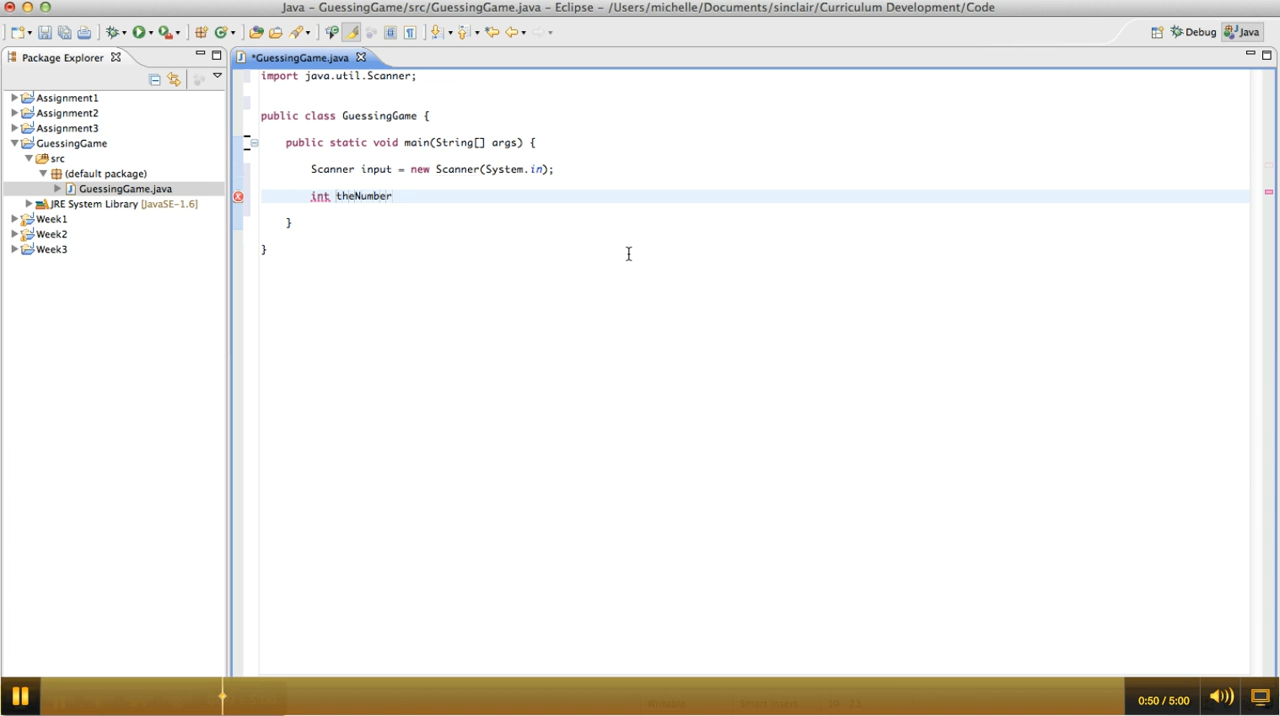 Java - GuessingGame/src/GuessingGame.java - Eclipse - /Users/michelle/Documents/sinclair/Curriculum Development/Code
Debug
Java
Package Explorer
*GuessingGame.java
Assignment1
Assignment2
Assignment3
GuessingGame
src
(default package)
GuessingGame.java
JRE System Library [JavaSE-1.6]
Week1
Week2
Week3
import java.util.Scanner;
public class GuessingGame {
public static void main(String[] args) {
Scanner input = new Scanner(System.in);
int theNumber
}
}
Writable
Smart Insert
0:50 / 5:00